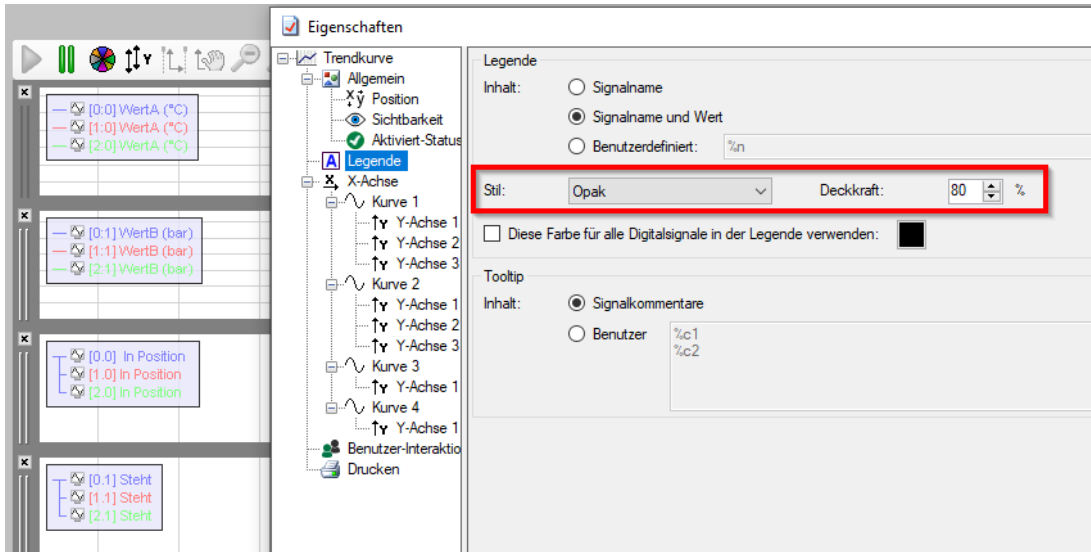 Eigenschaften
Y
[0:0] WertA (°C)
[1:0] WertA (°C)
[2:0] WertA (°C)
[0:1] WertB (bar)
[1:1] WertB (bar)
[2:1] WertB (bar)
[0.0] In Position
[1.0] In Position
[2.0] In Position
[0.1] Steht
[1.1] Steht
[2.1] Steht
Trendkurve
Allgemein
Position
Sichtbarkeit
Aktiviert-Status
A Legende
X-Achse
Kurve 1
Y-Achse 1
Y-Achse 2
Y-Achse 3
Kurve 2
Y-Achse 1
Y-Achse 2
Y-Achse 3
Kurve 3
Y-Achse 1
Kurve 4
Y-Achse 1
Benutzer-Interaktio
Drucken
Legende
Inhalt: Signalname
Signalname und Wert
Benutzerdefiniert: %n
Stil: Opak Deckkraft: 80 %
Diese Farbe für alle Digitalsignale in der Legende verwenden:
Tooltip
Inhalt: Signalkommentare
Benutzer %c1
%c2